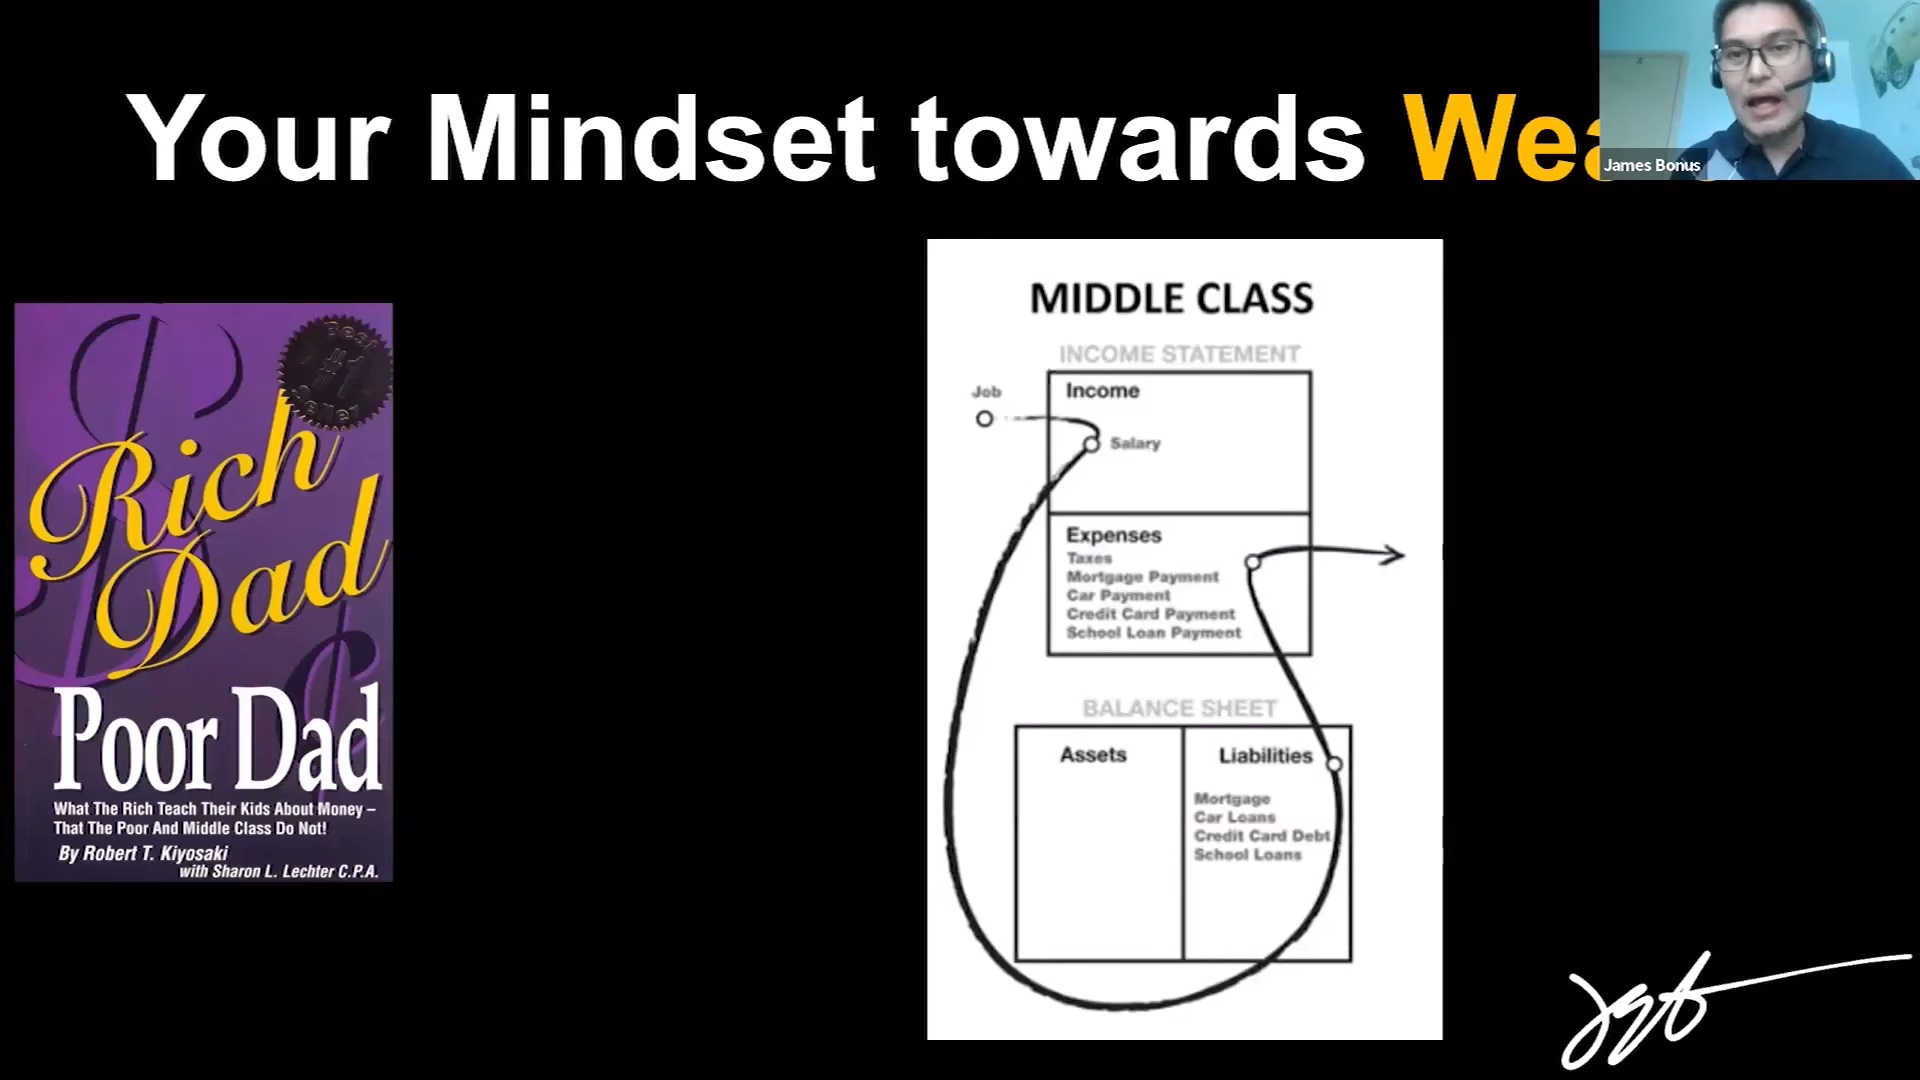 Your Mindset towards Wea
James Bonus
Best
#1
Seller
Rich
Dad
Poor Dad
What The Rich Teach Their Kids About Money –
That The Poor And Middle Class Do Not!
By Robert T. Kiyosaki
with Sharon L. Lechter C.P.A.
MIDDLE CLASS
INCOME STATEMENT
Job
Income
Salary
Expenses
Taxes
Mortgage Payment
Car Payment
Credit Card Payment
School Loan Payment
BALANCE SHEET
Assets
Liabilities
Mortgage
Car Loans
Credit Card Debt
School Loans